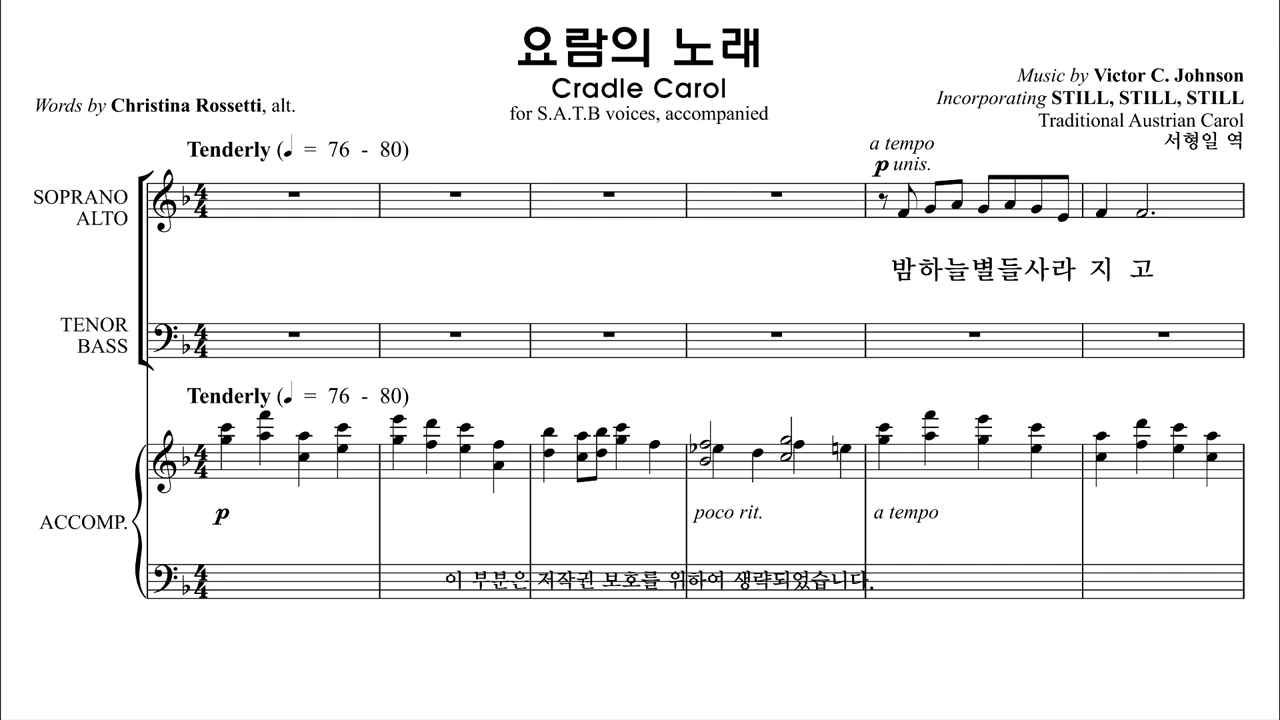 요람의 노래
Cradle Carol
for S.A.T.B voices, accompanied
Words by Christina Rossetti, alt.
Music by Victor C. Johnson
Incorporating STILL, STILL, STILL
Traditional Austrian Carol
서형일 역
Tenderly (♩ = 76 - 80)
a tempo
p unis.
SOPRANO
ALTO
밤하늘별들사라 지 고
TENOR
BASS
Tenderly (♩ = 76 - 80)
ACCOMP.
p
poco rit.
a tempo
이 부분은 저작권 보호를 위하여 생략되었습니다.